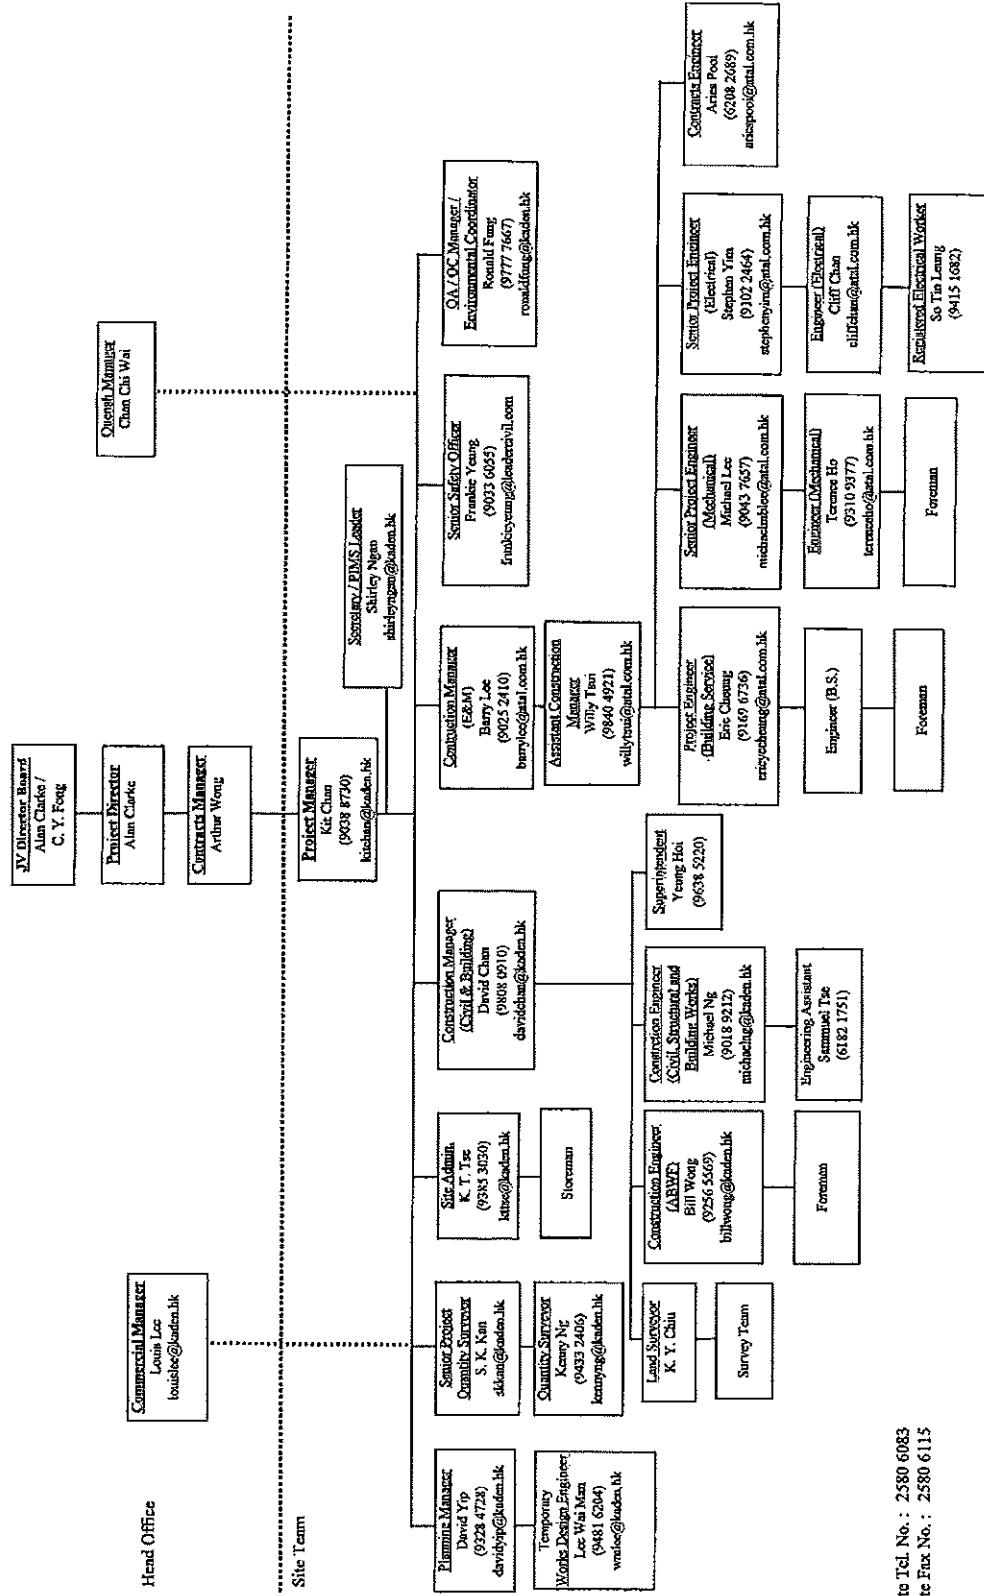 Head Office
JV Director Board
Alan Clarke /
C. Y. Fong
Project Director
Alan Clarke
Contracts Manager
Arthur Wong
Commercial Manager
Louis Lee
louislee@kaden.hk
Quensh Manager
Chan Chi Wai
Site Team
Project Manager
Kit Chan
(9038 8730)
kitchan@kaden.hk
Secretary / PIMS Leader
Shirley Ngan
shirleyngan@kaden.hk
Planning Manager
David Yip
(9328 4728)
davidyip@kaden.hk
Temporary
Works Design Engineer
Lee Wai Man
(9481 6204)
wmlee@kaden.hk
Senior Project
Quantity Surveyor
S. K. Kan
skkan@kaden.hk
Quantity Surveyor
Kenny Ng
(9433 2406)
kennyng@kaden.hk
Site Admin.
K. T. Tse
(9385 3030)
kttse@kaden.hk
Storeman
Construction Manager
(Civil & Building)
David Chan
(9808 0910)
davidchan@kaden.hk
Contruction Manager
(E&M)
Barry Lee
(9025 2410)
barrylee@atal.com.hk
Assistant Construction
Manager
Willy Tsui
(9840 4921)
willytsui@atal.com.hk
Senior Safety Officer
Frankie Yeung
(9033 6055)
frankieyeung@leadercivil.com
QA / QC Manager /
Environmental Coordinator
Ronald Fung
(9777 7667)
ronaldfung@kaden.hk
Land Surveyor
K. Y. Chiu
Survey Team
Construction Engineer
(ABWF)
Bill Wong
(9256 5569)
billwong@kaden.hk
Foreman
Constrction Engineer
(Civil, Structural and
Building Works)
Michael Ng
(9018 9212)
michaelng@kaden.hk
Engineering Assistant
Sammuel Tse
(6182 1751)
Superintendent
Yeung Hoi
(9638 5220)
Project Engineer
(Building Service)
Eric Cheung
(9169 6736)
ericyccheung@atal.com.hk
Engineer (B.S.)
Foreman
Senior Project Engineer
(Mechanical)
Michael Lee
(9043 7657)
michaelmblee@atal.com.hk
Engineer (Mechanical)
Terence Ho
(9310 9377)
terenceho@atal.com.hk
Foreman
Senior Project Engineer
(Electrical)
Stephen Yim
(9102 2464)
stephenyim@atal.com.hk
Engineer (Electrical)
Cliff Chan
cliffchan@atal.com.hk
Registered Electrical Worker
So Tin Leung
(9415 1682)
Contracts Engineer
Aries Pool
(6208 2689)
ariespooi@atal.com.hk
te Tel. No. : 2580 6083
te Fax No. : 2580 6115